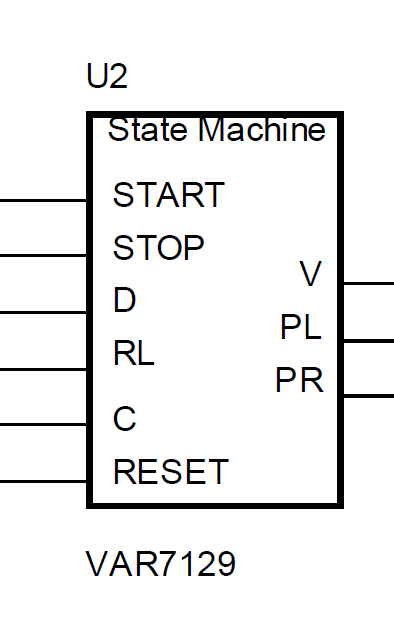 U2
State Machine
START
STOP
V
D
PL
RL
PR
C
RESET
VAR7129